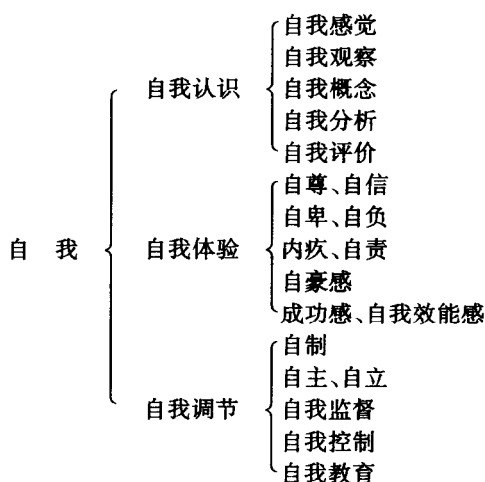 自我感觉
自我观察
自我认识 自我概念
自我分析
自我评价
自尊、自信
自卑、自负
自 我 自我体验 内疚、自责
自豪感
成功感、自我效能感
自制
自主、自立
自我调节 自我监督
自我控制
自我教育